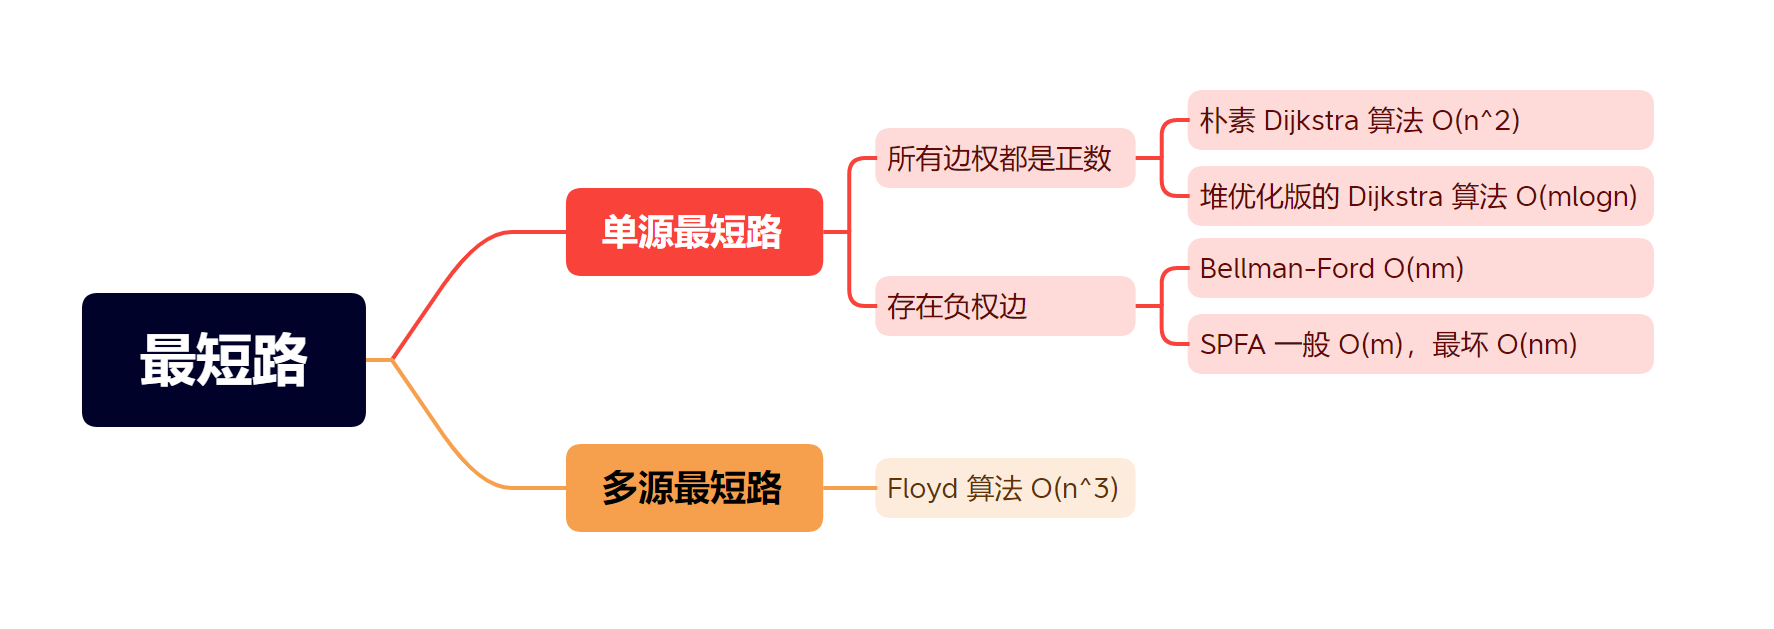 最短路
单源最短路
所有边权都是正数
朴素 Dijkstra 算法 O(n^2)
堆优化版的 Dijkstra 算法 O(mlogn)
存在负权边
Bellman-Ford O(nm)
SPFA 一般 O(m)，最坏 O(nm)
多源最短路
Floyd 算法 O(n^3)